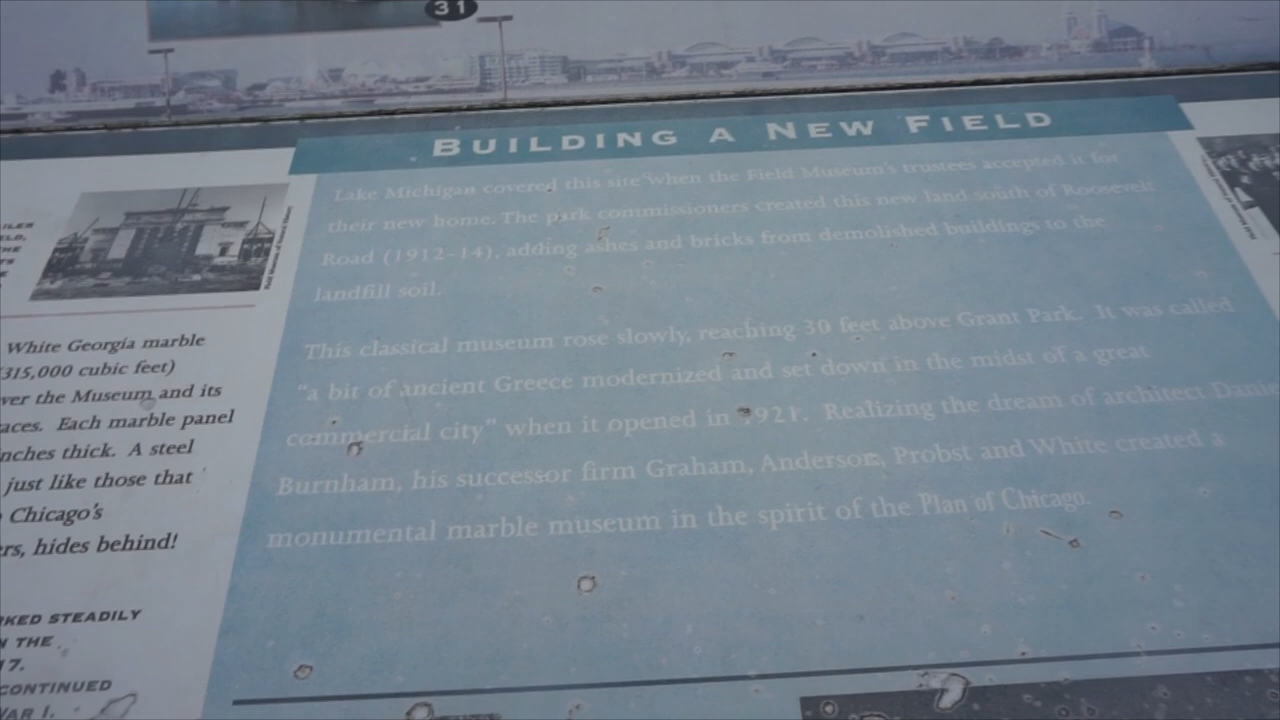 31
BUILDING A NEW FIELD
Lake Michigan covered this site when the Field Museum's trustees accepted it for
their new home. The park commissioners created this new land south of Roosevelt
Road (1912-14), adding ashes and bricks from demolished buildings to the
landfill soil.
This classical museum rose slowly, reaching 30 feet above Grant Park. It was called
"a bit of ancient Greece modernized and set down in the midst of a great
commercial city" when it opened in 1921. Realizing the dream of architect Danie
Burnham, his successor firm Graham, Anderson, Probst and White created a
monumental marble museum in the spirit of the Plan of Chicago.
White Georgia marble
315,000 cubic feet)
ver the Museum and its
aces. Each marble panel
nches thick. A steel
just like those that
Chicago's
ers, hides behind!
KED STEADILY
N THE
17.
CONTINUED
WAR I.